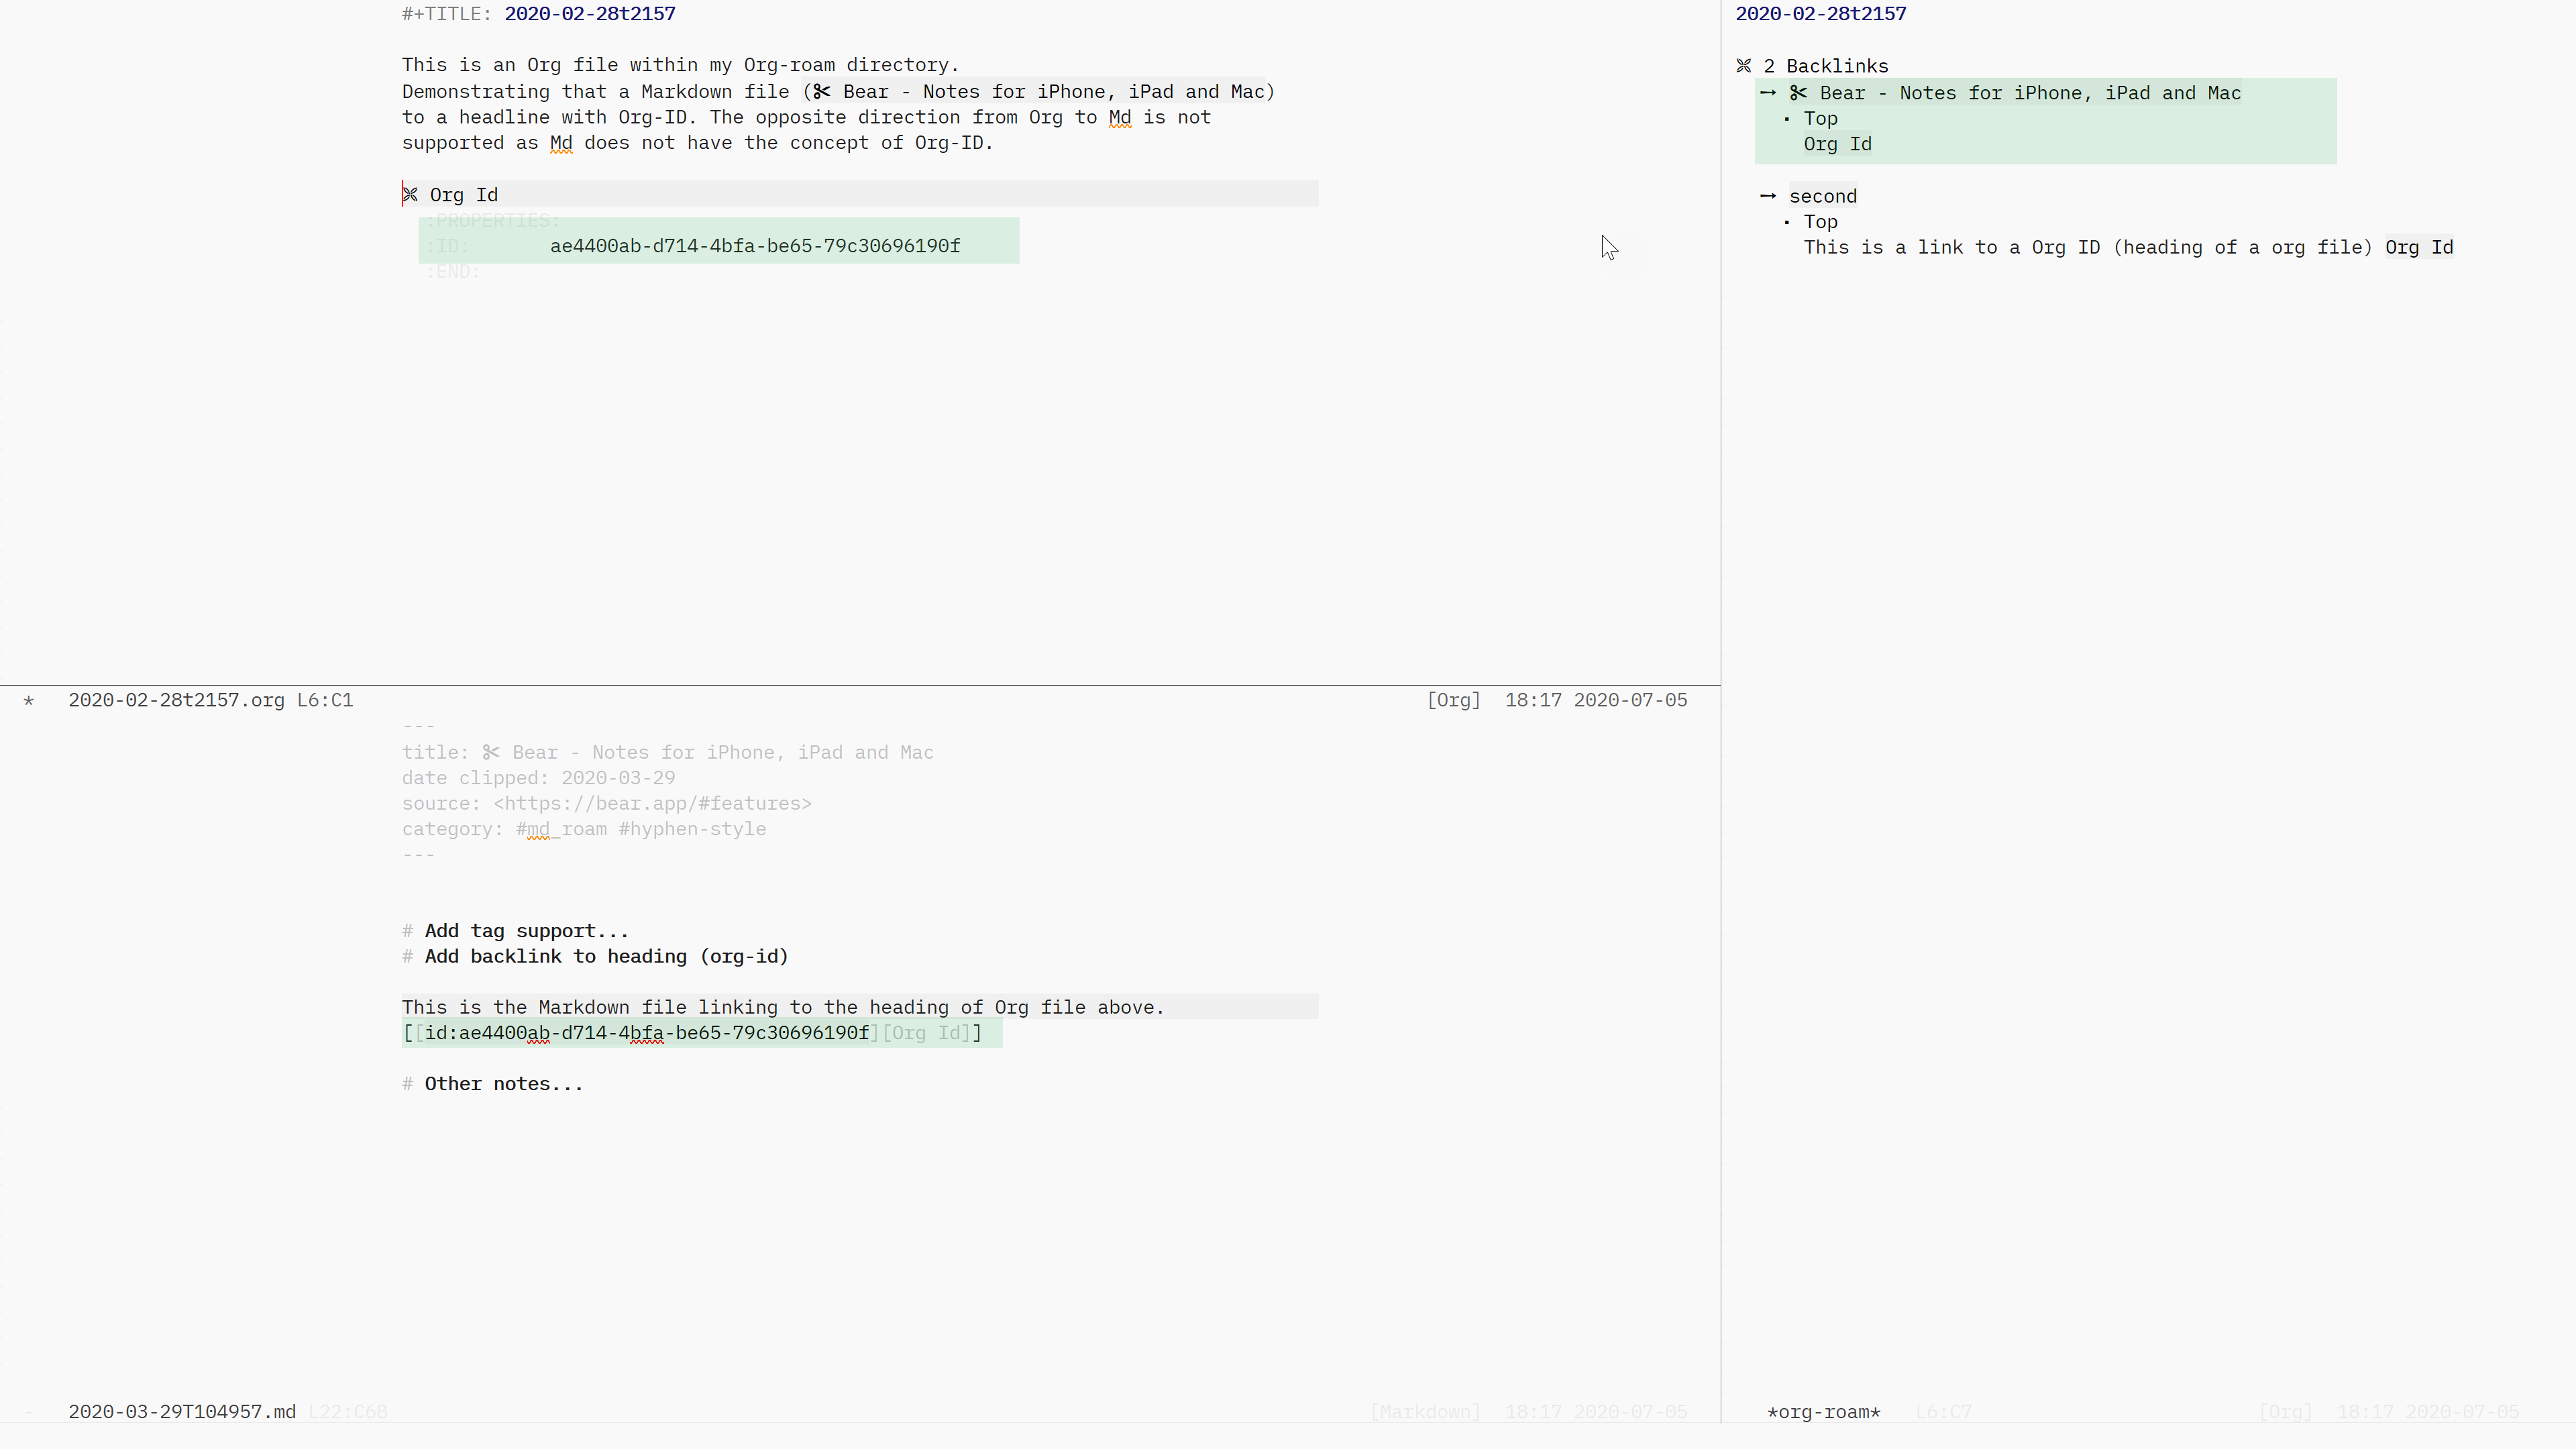 #+TITLE: 2020-02-28t2157
This is an Org file within my Org-roam directory.
Demonstrating that a Markdown file (✂ Bear - Notes for iPhone, iPad and Mac)
to a headline with Org-ID. The opposite direction from Org to Md is not
supported as Md does not have the concept of Org-ID.
Org Id
:PROPERTIES:
:ID: ae4400ab-d714-4bfa-be65-79c30696190f
:END:
* 2020-02-28t2157.org L6:C1 [Org] 18:17 2020-07-05
---
title: ✂ Bear - Notes for iPhone, iPad and Mac
date clipped: 2020-03-29
source: <https://bear.app/#features>
category: #md_roam #hyphen-style
---
# Add tag support...
# Add backlink to heading (org-id)
This is the Markdown file linking to the heading of Org file above.
[[id:ae4400ab-d714-4bfa-be65-79c30696190f][Org Id]]
# Other notes...
- 2020-03-29T104957.md L22:C68 [Markdown] 18:17 2020-07-05
2020-02-28t2157
2 Backlinks
→ ✂ Bear - Notes for iPhone, iPad and Mac
▪ Top
Org Id
→ second
▪ Top
This is a link to a Org ID (heading of a org file) Org Id
*org-roam* L6:C7 [Org] 18:17 2020-07-05